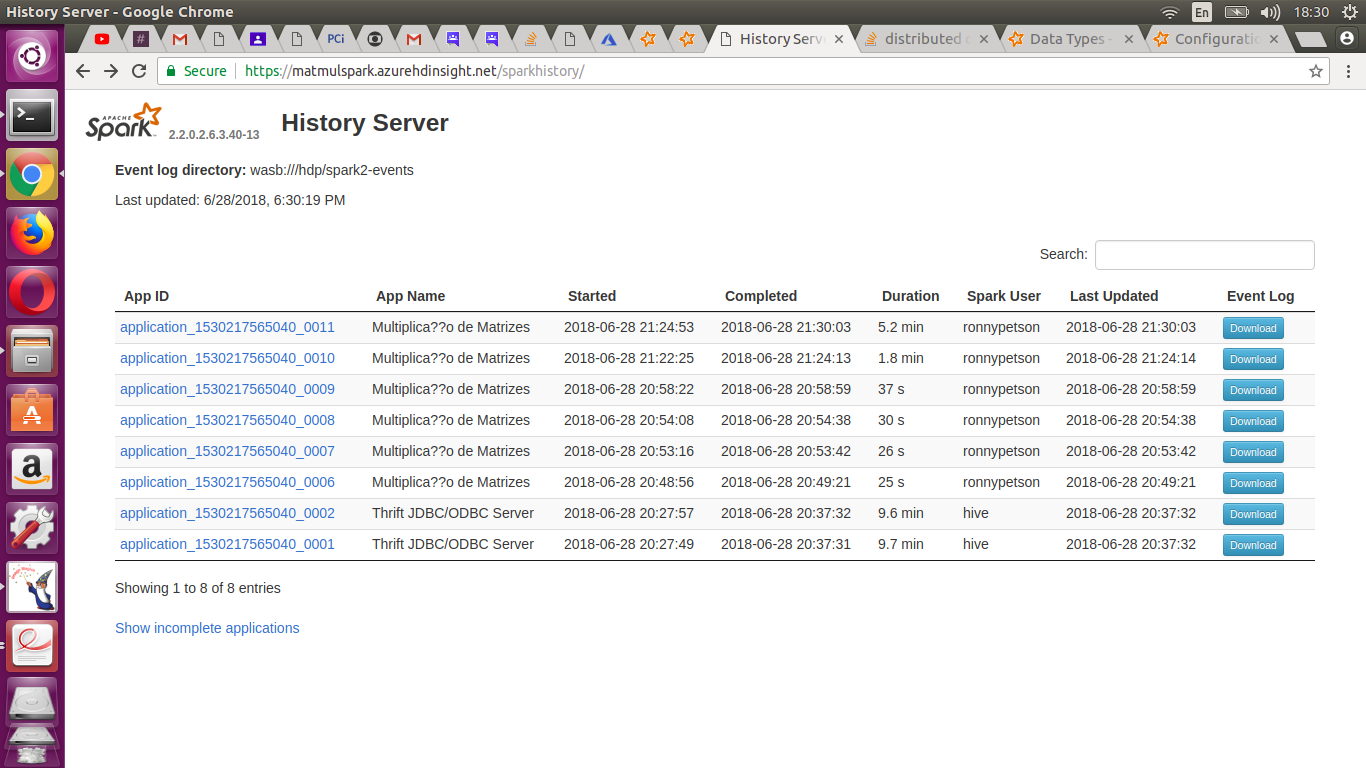 History Server - Google Chrome
En
18:30
#
PCi
History Serve
distributed c
Data Types -
Configuratio
Secure
https://matmulspark.azurehdinsight.net/sparkhistory/
APACHE Spark 2.2.0.2.6.3.40-13 History Server
Event log directory: wasb:///hdp/spark2-events
Last updated: 6/28/2018, 6:30:19 PM
Search:
App ID App Name Started Completed Duration Spark User Last Updated Event Log
application_1530217565040_0011 Multiplica??o de Matrizes 2018-06-28 21:24:53 2018-06-28 21:30:03 5.2 min ronnypetson 2018-06-28 21:30:03 Download
application_1530217565040_0010 Multiplica??o de Matrizes 2018-06-28 21:22:25 2018-06-28 21:24:13 1.8 min ronnypetson 2018-06-28 21:24:14 Download
application_1530217565040_0009 Multiplica??o de Matrizes 2018-06-28 20:58:22 2018-06-28 20:58:59 37 s ronnypetson 2018-06-28 20:58:59 Download
application_1530217565040_0008 Multiplica??o de Matrizes 2018-06-28 20:54:08 2018-06-28 20:54:38 30 s ronnypetson 2018-06-28 20:54:38 Download
application_1530217565040_0007 Multiplica??o de Matrizes 2018-06-28 20:53:16 2018-06-28 20:53:42 26 s ronnypetson 2018-06-28 20:53:42 Download
application_1530217565040_0006 Multiplica??o de Matrizes 2018-06-28 20:48:56 2018-06-28 20:49:21 25 s ronnypetson 2018-06-28 20:49:21 Download
application_1530217565040_0002 Thrift JDBC/ODBC Server 2018-06-28 20:27:57 2018-06-28 20:37:32 9.6 min hive 2018-06-28 20:37:32 Download
application_1530217565040_0001 Thrift JDBC/ODBC Server 2018-06-28 20:27:49 2018-06-28 20:37:31 9.7 min hive 2018-06-28 20:37:32 Download
Showing 1 to 8 of 8 entries
Show incomplete applications